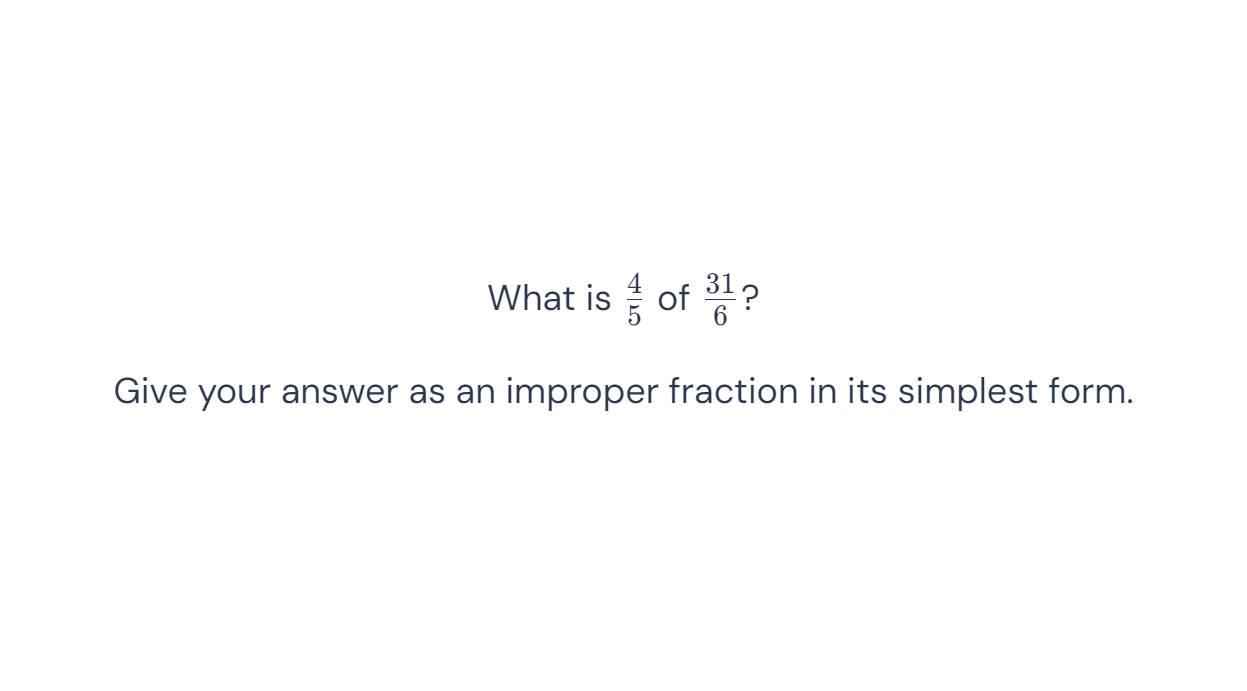 What is \frac{4}{5} of \frac{31}{6}?
Give your answer as an improper fraction in its simplest form.